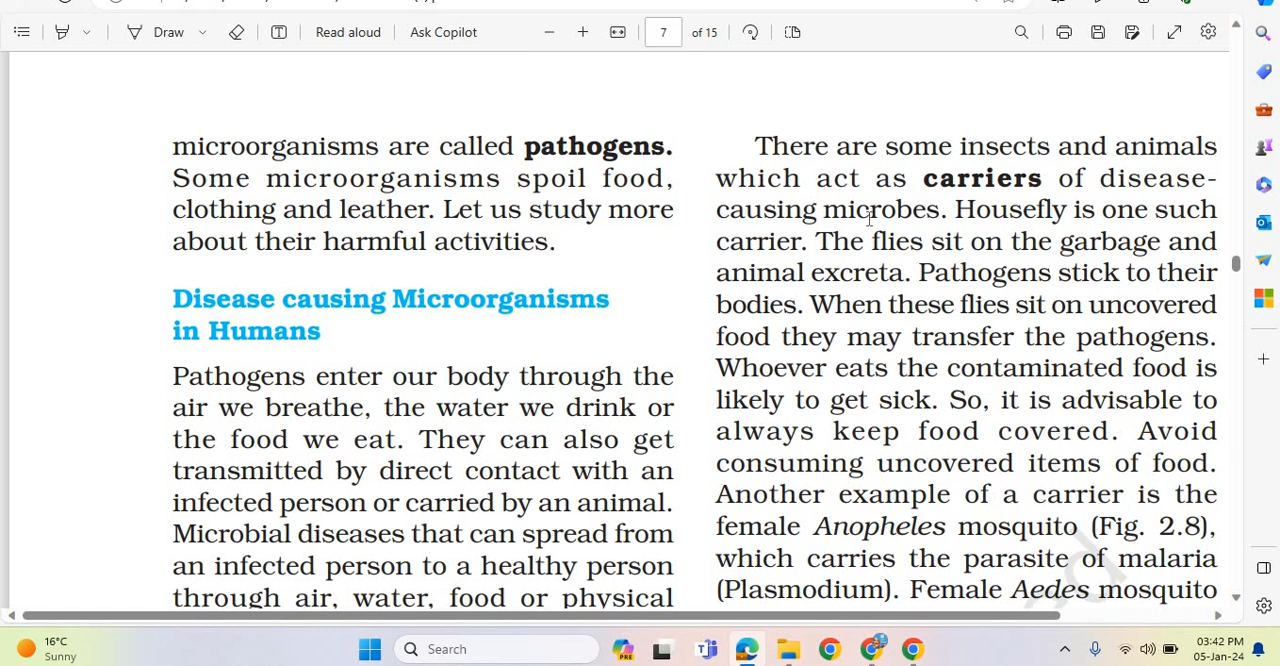 Draw
Read aloud
Ask Copilot
7
of 15
microorganisms are called pathogens.
Some microorganisms spoil food,
clothing and leather. Let us study more
about their harmful activities.
Disease causing Microorganisms
in Humans
Pathogens enter our body through the
air we breathe, the water we drink or
the food we eat. They can also get
transmitted by direct contact with an
infected person or carried by an animal.
Microbial diseases that can spread from
an infected person to a healthy person
through air, water, food or physical
There are some insects and animals
which act as carriers of disease-
causing microbes. Housefly is one such
carrier. The flies sit on the garbage and
animal excreta. Pathogens stick to their
bodies. When these flies sit on uncovered
food they may transfer the pathogens.
Whoever eats the contaminated food is
likely to get sick. So, it is advisable to
always keep food covered. Avoid
consuming uncovered items of food.
Another example of a carrier is the
female Anopheles mosquito (Fig. 2.8),
which carries the parasite of malaria
(Plasmodium). Female Aedes mosquito
16°C
Sunny
Search
PRE
03:42 PM
05-Jan-24